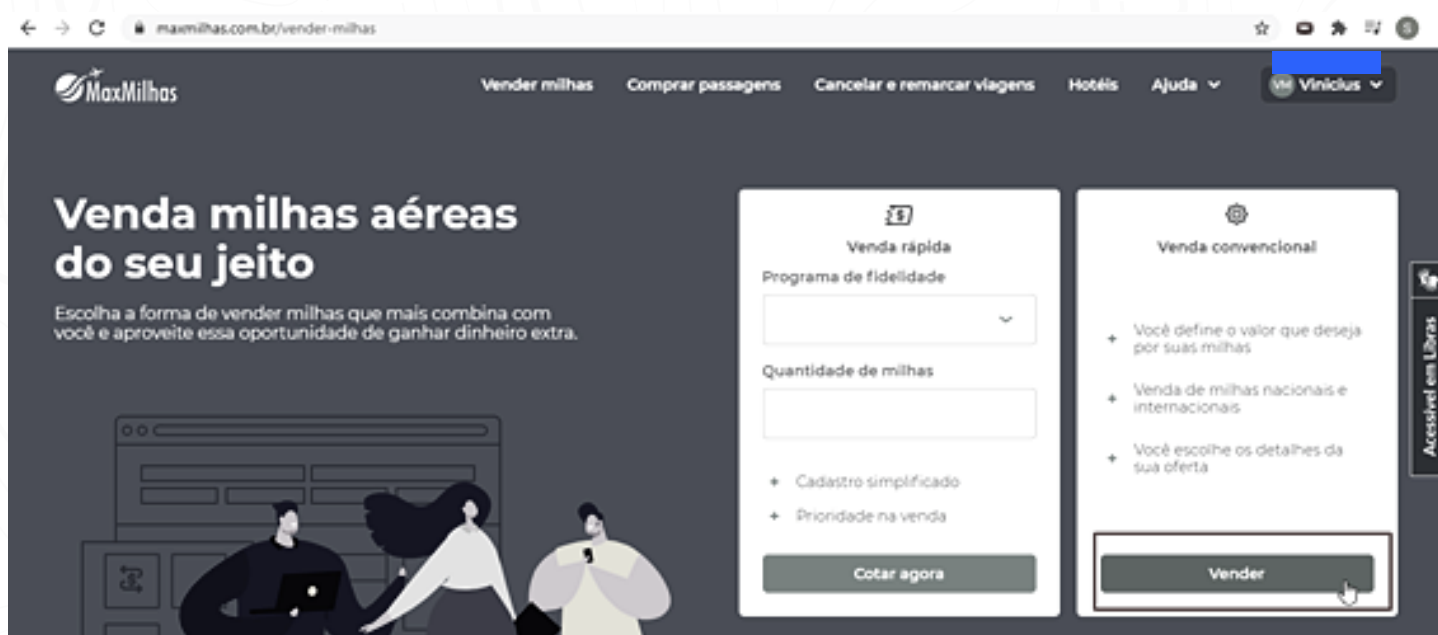 maxmilhas.com.br/vender-milhas
S
MaxMilhas
Vender milhas
Comprar passagens
Cancelar e remarcar viagens
Hotéis
Ajuda
VM Vinicius
Venda milhas aéreas
do seu jeito
Escolha a forma de vender milhas que mais combina com
você e aproveite essa oportunidade de ganhar dinheiro extra.
Venda rápida
Programa de fidelidade
Quantidade de milhas
+ Cadastro simplificado
+ Prioridade na venda
Cotar agora
Venda convencional
+ Você define o valor que deseja
por suas milhas
+ Venda de milhas nacionais e
internacionais
+ Você escolhe os detalhes da
sua oferta
Vender
Acessível em Libras